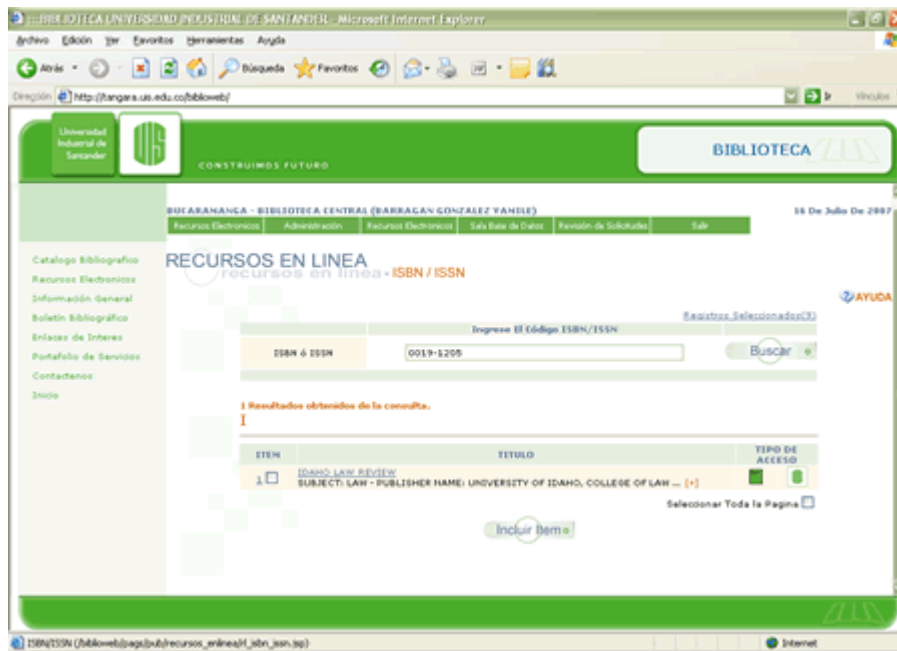 :::BIBLIOTECA UNIVERSIDAD INDUSTRIAL DE SANTANDER - Microsoft Internet Explorer
Archivo Edición Ver Favoritos Herramientas Ayuda
Atrás Búsqueda Favoritos
Dirección http://tangara.uis.edu.co/biblioweb/ Ir Vínculos
Universidad
Industrial de
Santander
UIS
CONSTRUIMOS FUTURO
BIBLIOTECA
BUCARAMANGA - BIBLIOTECA CENTRAL (BARRAGAN GONZALEZ YAMILE) 16 De Julio De 2007
Recursos Electronicos Administración Recursos Electronicos Sala Base de Datos Revisión de Solicitudes Salir
Catalogo Bibliografico
Recursos Electronicos
Información General
Boletín Bibliográfico
Enlaces de Interes
Portafolio de Servicios
Contactenos
Inicio
RECURSOS EN LINEA
recursos en linea - ISBN / ISSN
AYUDA
Registros Seleccionados(9)
Ingrese El Código ISBN/ISSN
ISBN ó ISSN 0019-1205 Buscar
1 Resultados obtenidos de la consulta.
1
ITEM TITULO TIPO DE ACCESO
1 IDAHO LAW REVIEW
SUBJECT: LAW - PUBLISHER NAME: UNIVERSITY OF IDAHO, COLLEGE OF LAW ... [+]
Seleccionar Toda la Pagina
Incluir Item
ISBN/ISSN (/biblioweb/pags/pub/recursos_enlinea/rl_isbn_issn.jsp) Internet